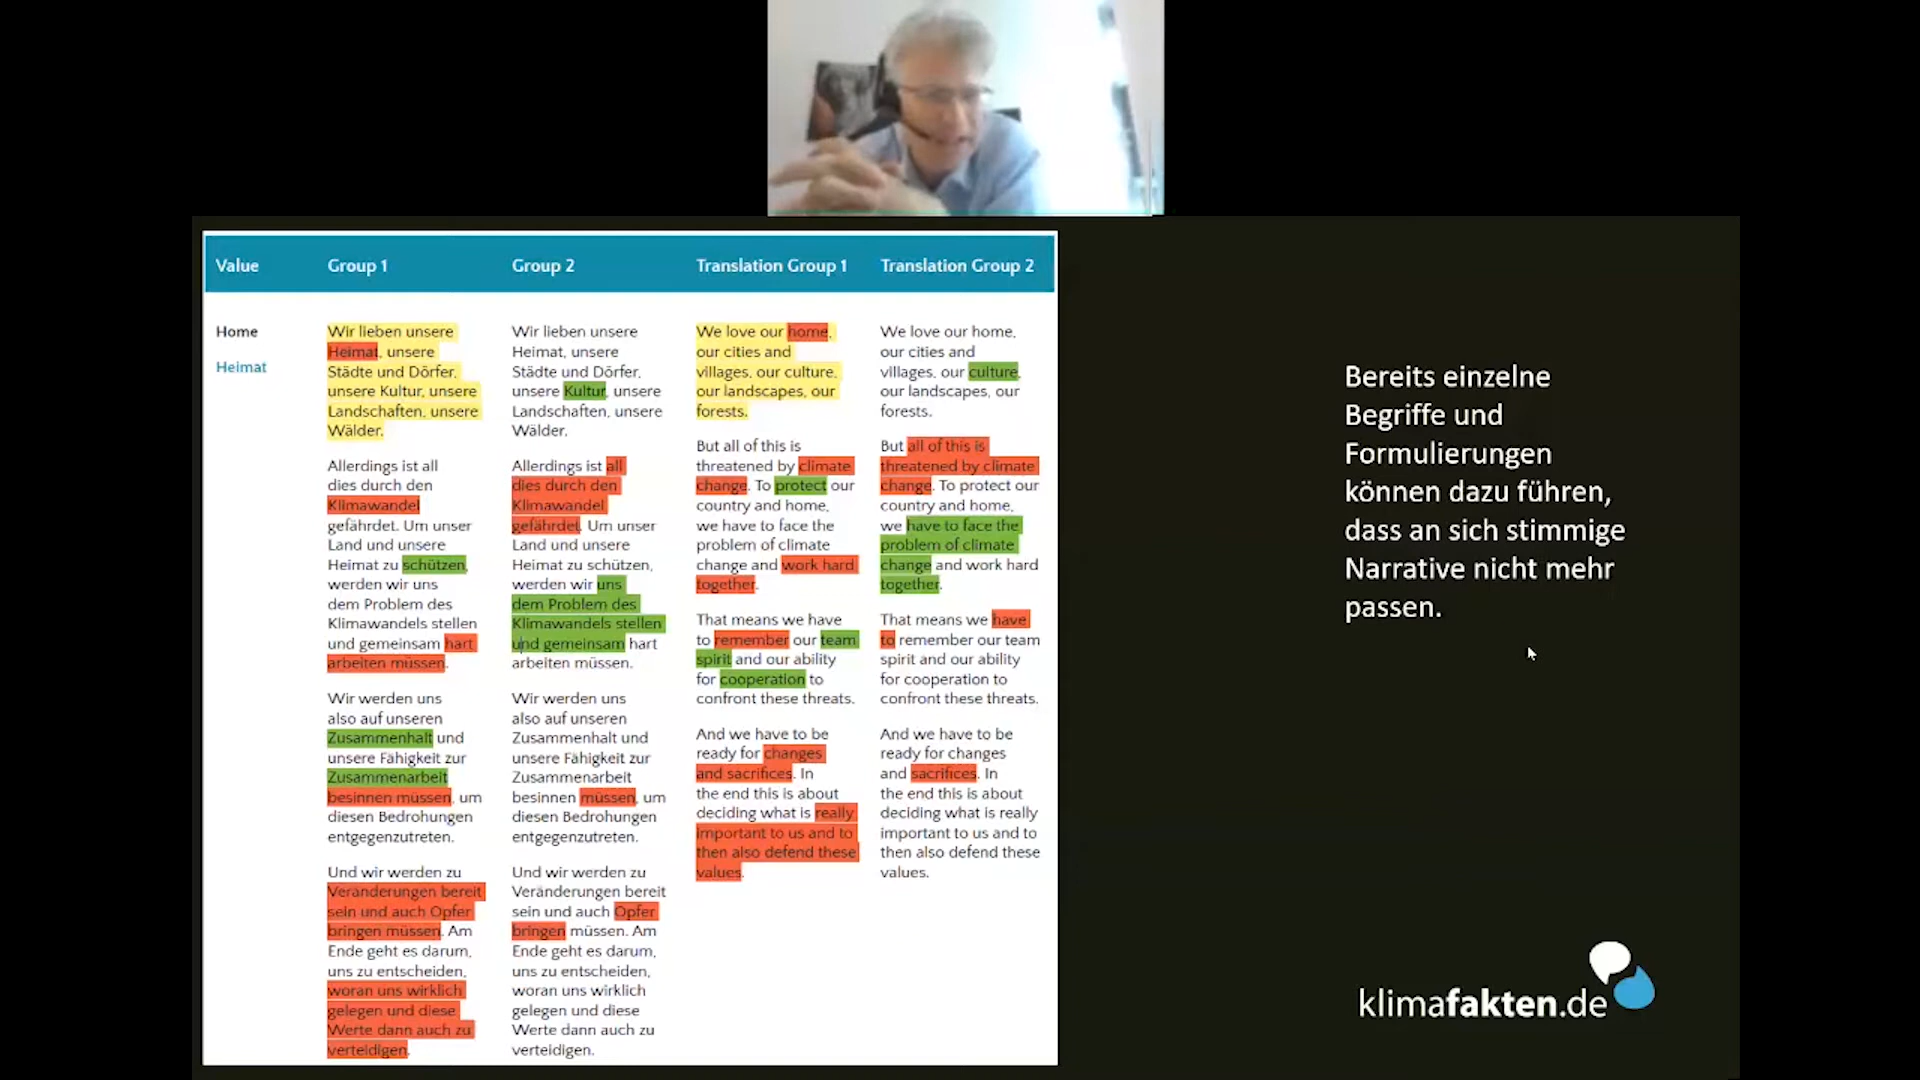 Value
Group 1
Group 2
Translation Group 1
Translation Group 2
Home
Heimat
Wir lieben unsere
Heimat, unsere
Städte und Dörfer,
unsere Kultur, unsere
Landschaften, unsere
Wälder.
Allerdings ist all
dies durch den
Klimawandel
gefährdet. Um unser
Land und unsere
Heimat zu schützen,
werden wir uns
dem Problem des
Klimawandels stellen
und gemeinsam hart
arbeiten müssen.
Wir werden uns
also auf unseren
Zusammenhalt und
unsere Fähigkeit zur
Zusammenarbeit
besinnen müssen, um
diesen Bedrohungen
entgegenzutreten.
Und wir werden zu
Veränderungen bereit
sein und auch Opfer
bringen müssen. Am
Ende geht es darum,
uns zu entscheiden,
woran uns wirklich
gelegen und diese
Werte dann auch zu
verteidigen.
Wir lieben unsere
Heimat, unsere
Städte und Dörfer,
unsere Kultur, unsere
Landschaften, unsere
Wälder.
Allerdings ist all
dies durch den
Klimawandel
gefährdet. Um unser
Land und unsere
Heimat zu schützen,
werden wir uns
dem Problem des
Klimawandels stellen
und gemeinsam hart
arbeiten müssen.
Wir werden uns
also auf unseren
Zusammenhalt und
unsere Fähigkeit zur
Zusammenarbeit
besinnen müssen, um
diesen Bedrohungen
entgegenzutreten.
Und wir werden zu
Veränderungen bereit
sein und auch Opfer
bringen müssen. Am
Ende geht es darum,
uns zu entscheiden,
woran uns wirklich
gelegen und diese
Werte dann auch zu
verteidigen.
We love our home,
our cities and
villages, our culture,
our landscapes, our
forests.
But all of this is
threatened by climate
change. To protect our
country and home,
we have to face the
problem of climate
change and work hard
together.
That means we have
to remember our team
spirit and our ability
for cooperation to
confront these threats.
And we have to be
ready for changes
and sacrifices. In
the end this is about
deciding what is really
important to us and to
then also defend these
values.
We love our home,
our cities and
villages, our culture,
our landscapes, our
forests.
But all of this is
threatened by climate
change. To protect our
country and home,
we have to face the
problem of climate
change and work hard
together.
That means we have
to remember our team
spirit and our ability
for cooperation to
confront these threats.
And we have to be
ready for changes
and sacrifices. In
the end this is about
deciding what is really
important to us and to
then also defend these
values.
Bereits einzelne
Begriffe und
Formulierungen
können dazu führen,
dass an sich stimmige
Narrative nicht mehr
passen.
klimafakten.de